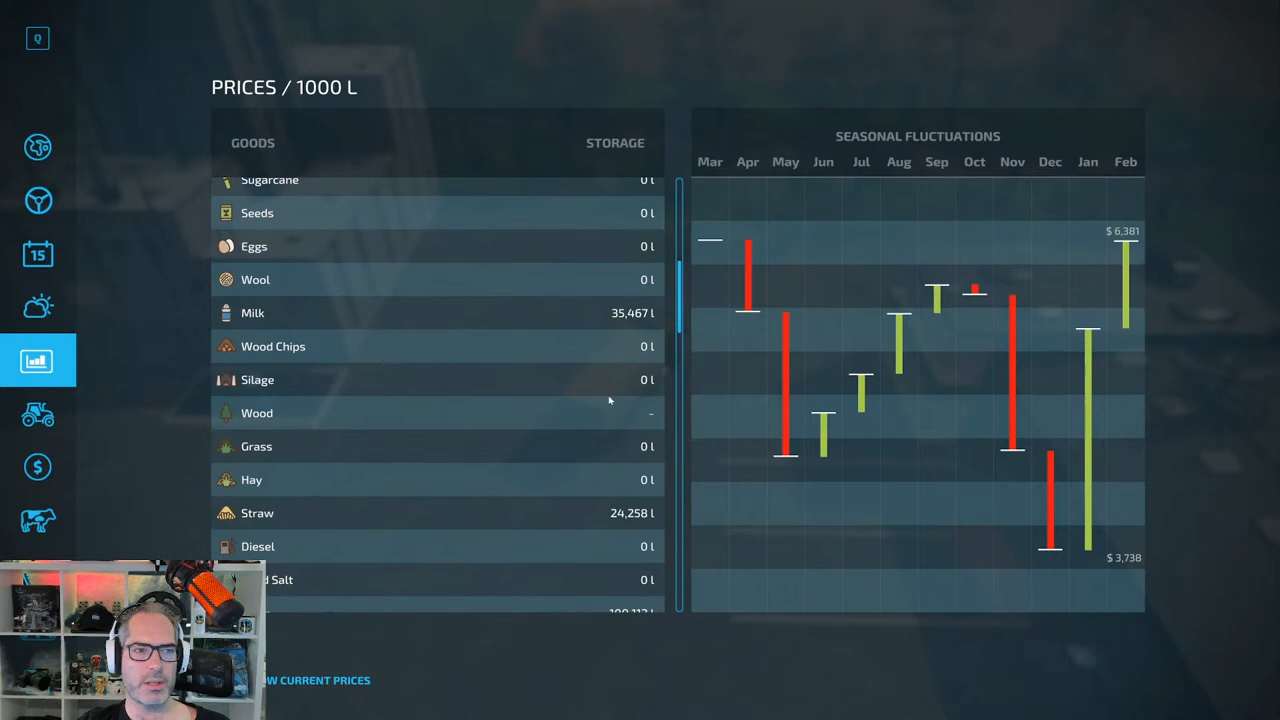 Q
PRICES / 1000 L
GOODS STORAGE
SEASONAL FLUCTUATIONS
Mar Apr May Jun Jul Aug Sep Oct Nov Dec Jan Feb
Sugarcane 0 l
Seeds 0 l
Eggs 0 l
Wool 0 l
Milk 35,467 l
Wood Chips 0 l
Silage 0 l
Wood -
Grass 0 l
Hay 0 l
Straw 24,258 l
Diesel 0 l
d Salt 0 l
$ 6,381
$ 3,738
15
$
W CURRENT PRICES